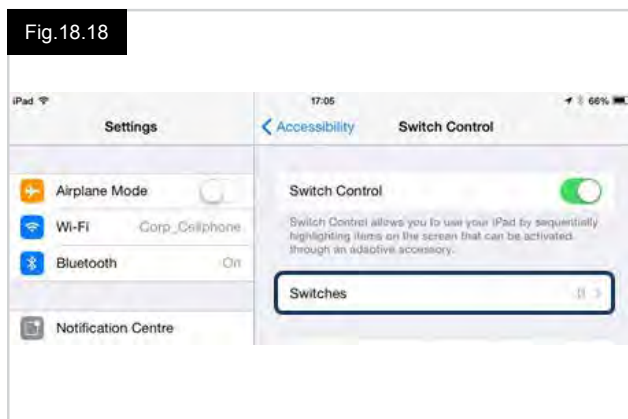 Fig.18.18
iPad 17:05 66%
Settings
Accessibility Switch Control
Airplane Mode
Wi-Fi Corp_Cellphone
Bluetooth On
Notification Centre
Switch Control
Switch Control allows you to use your iPad by sequentially
highlighting items on the screen that can be activated
through an adaptive accessory.
Switches